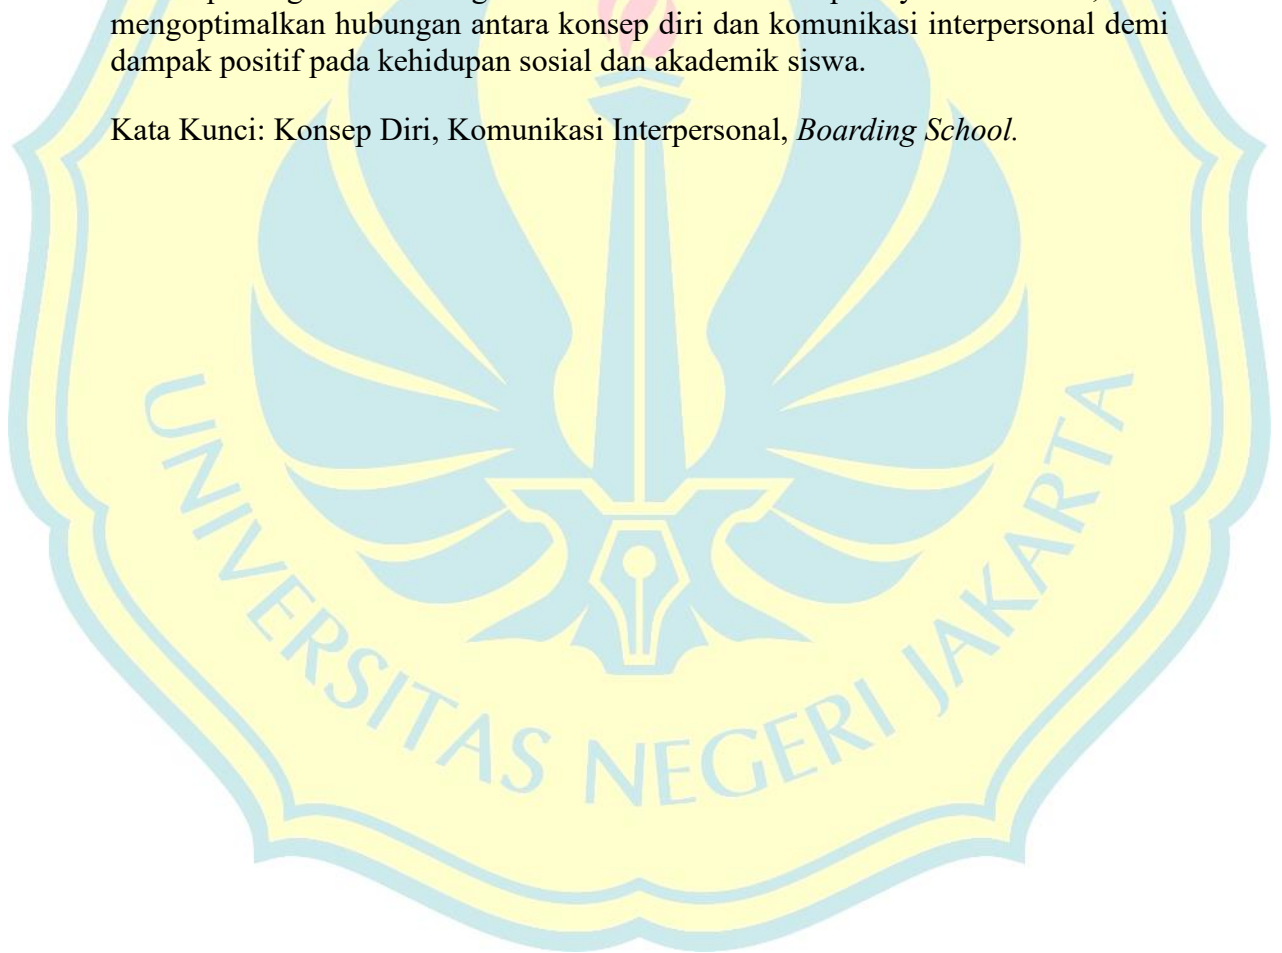 mengoptimalkan hubungan antara konsep diri dan komunikasi interpersonal demi
dampak positif pada kehidupan sosial dan akademik siswa.
Kata Kunci: Konsep Diri, Komunikasi Interpersonal, Boarding School.
UNIVERSITAS NEGERI JAKARTA